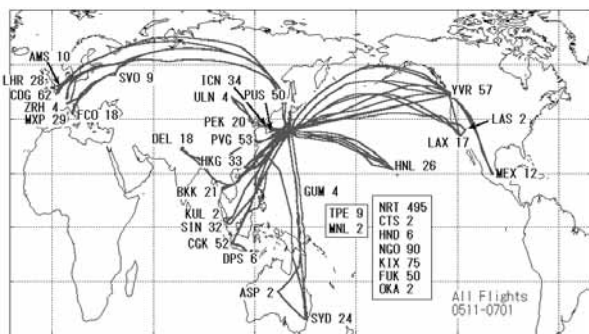 AMS 10
LHR 28
CDG 62
ZRH 4
MXP 29
FCO 18
SVO 9
ICN 34
PUS 50
ULN 4
PEK 20
PVG 53
DEL 18
HKG 33
BKK 21
KUL 2
SIN 32
CGK 52
DPS 6
GUM 4
ASP 2
SYD 24
YVR 57
LAS 2
LAX 17
HNL 26
MEX 12
TPE 9
MNL 2
NRT 495
CTS 2
HND 6
NGO 90
KIX 75
FUK 50
OKA 2
All Flights
0511-0701